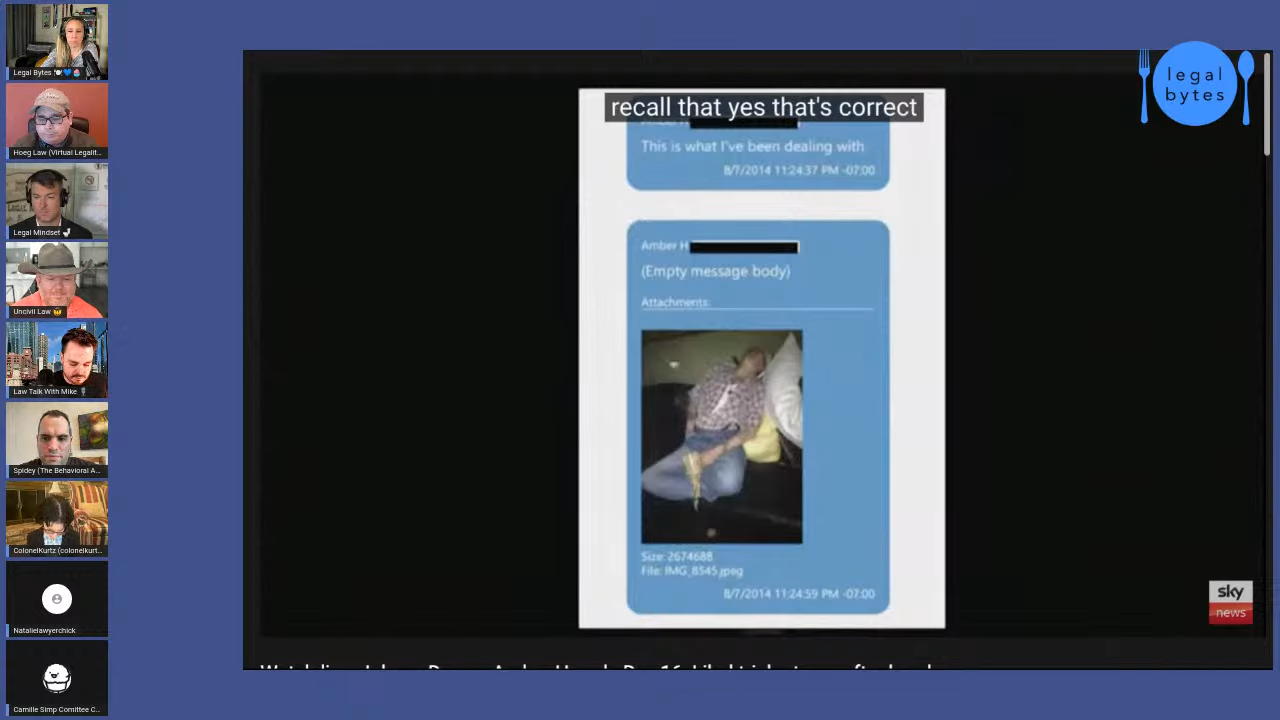 Legal Bytes
Hoeg Law (Virtual Legalit...
Legal Mindset
Uncivil Law
Law Talk With Mike
Spidey (The Behavioral A...
ColonelKurtz (colonelkurt...
Natalielawyerchick
Camille Simp Comittee C...
recall that yes that's correct
Amber H
This is what I've been dealing with
8/7/2014 11:24:37 PM -07:00
Amber H
(Empty message body)
Attachments:
Size: 2674688
File: IMG_8545.jpeg
8/7/2014 11:24:59 PM -07:00
legal
bytes
sky
news